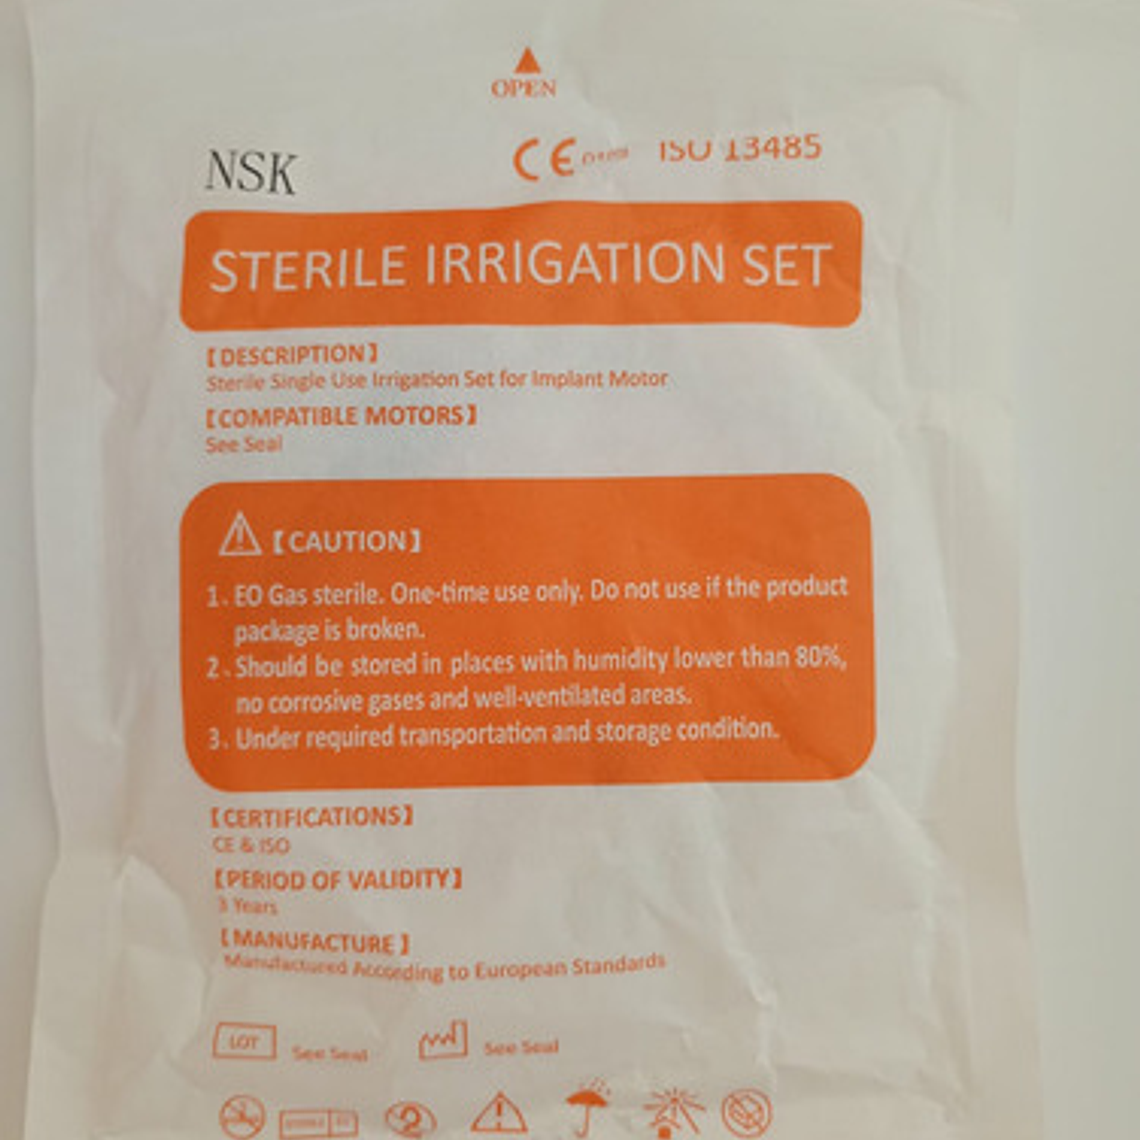 OPEN
NSK
CE ISO 13485
STERILE IRRIGATION SET
【DESCRIPTION】
Sterile Single Use Irrigation Set for Implant Motor
【COMPATIBLE MOTORS】
See Seal
【CAUTION】
1. EO Gas sterile. One-time use only. Do not use if the product
package is broken.
2. Should be stored in places with humidity lower than 80%,
no corrosive gases and well-ventilated areas.
3. Under required transportation and storage condition.
【CERTIFICATIONS】
CE & ISO
【PERIOD OF VALIDITY】
3 Years
【MANUFACTURE】
Manufactured According to European Standards
LOT See Seal See Seal
2